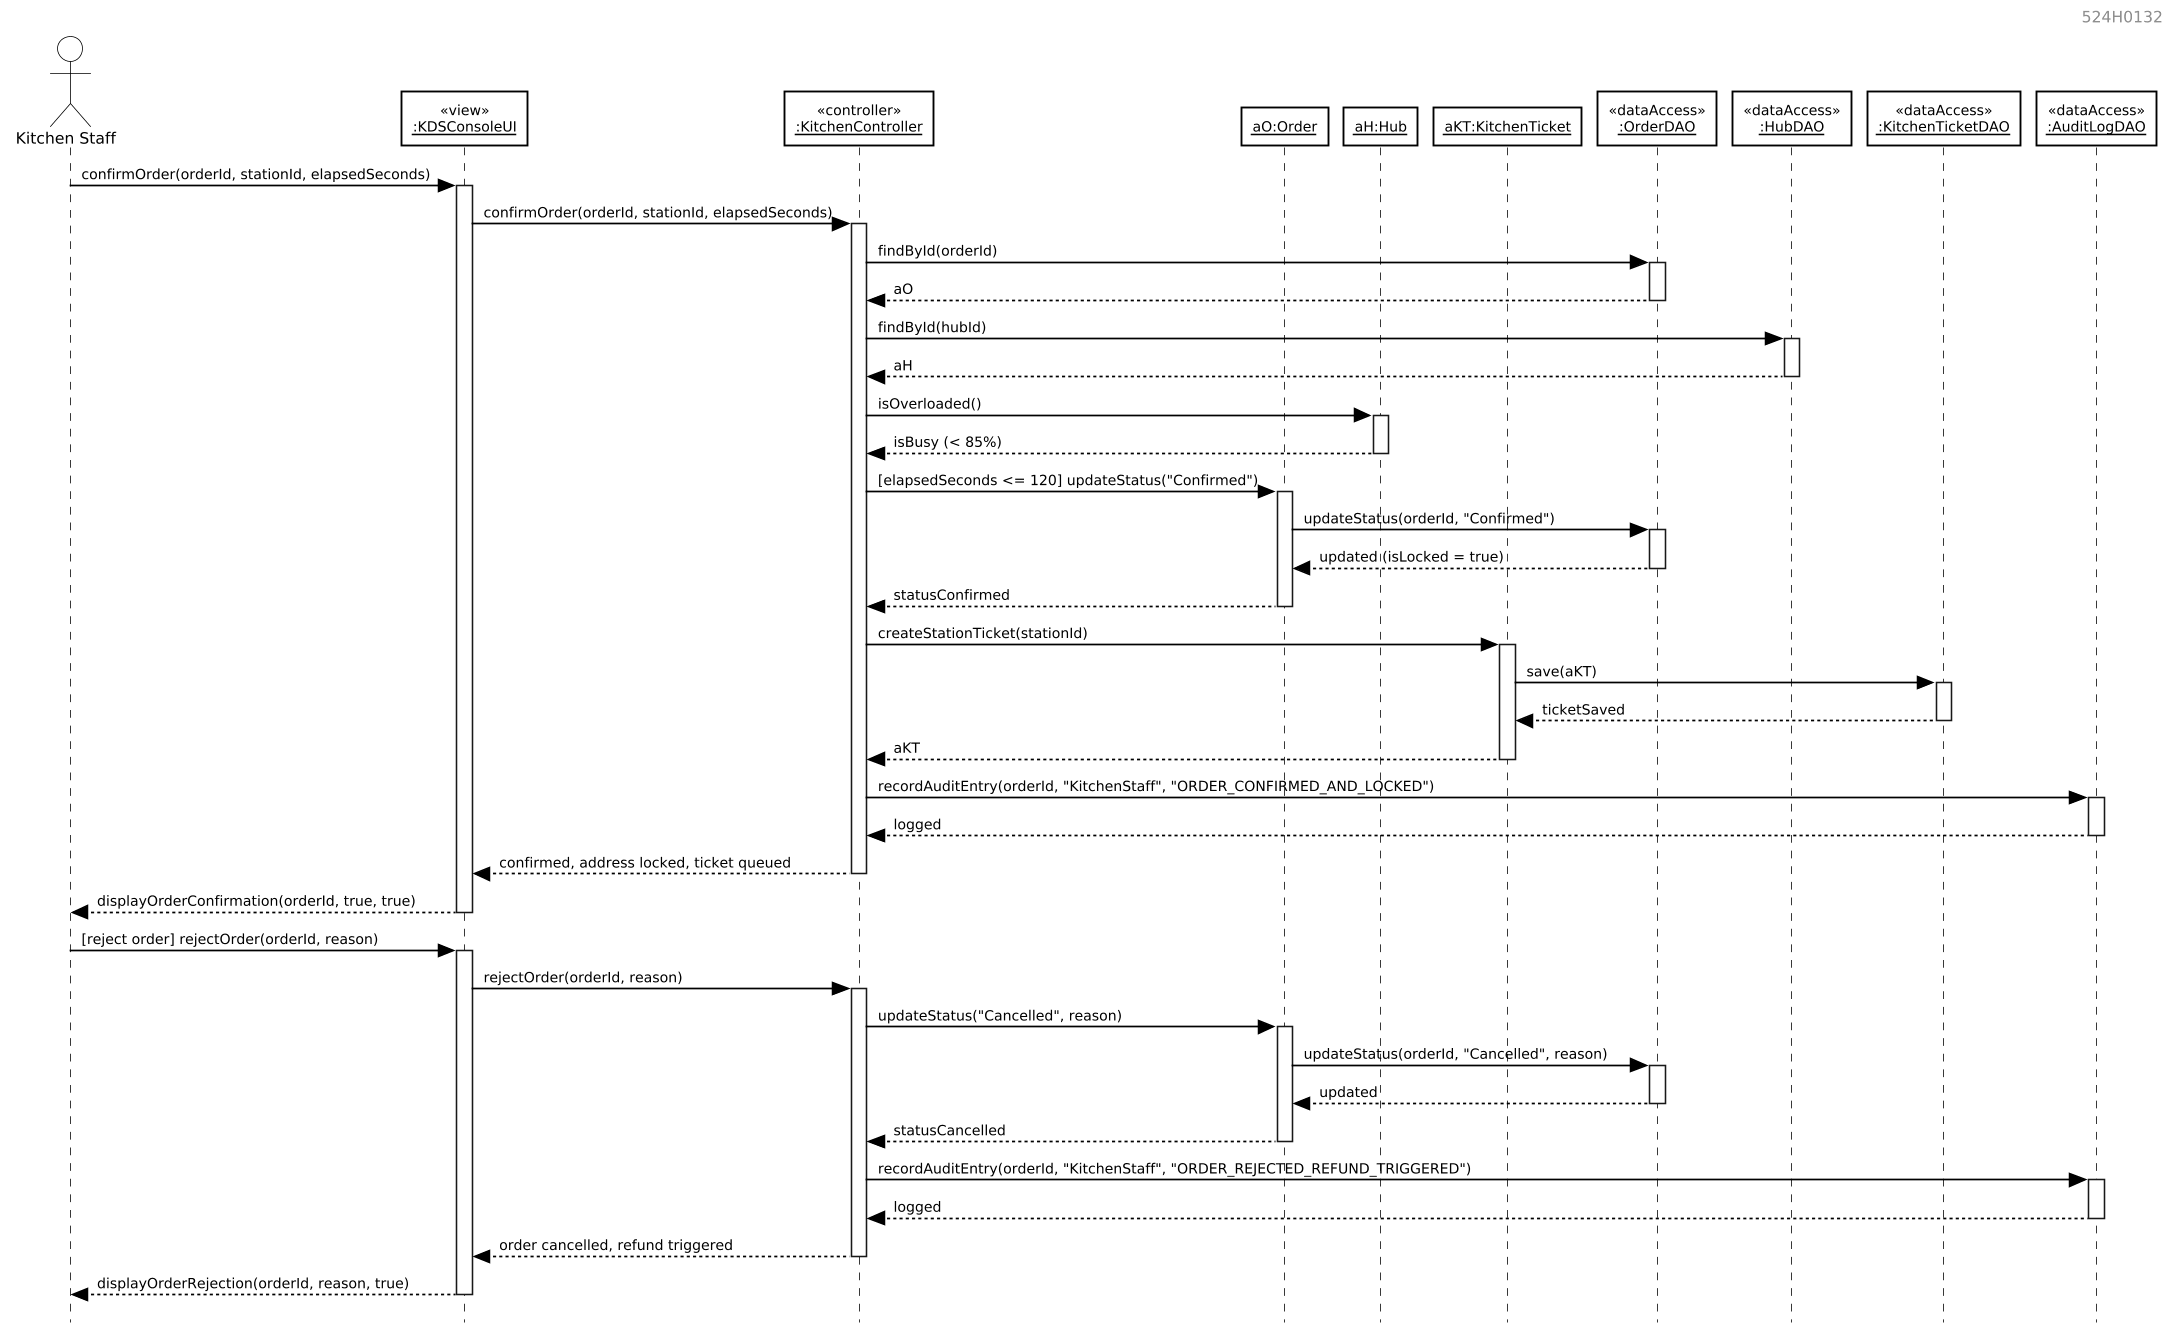 524H0132
Kitchen Staff
«view»
:KDSConsoleUI
«controller»
:KitchenController
aO:Order
aH:Hub
aKT:KitchenTicket
«dataAccess»
:OrderDAO
«dataAccess»
:HubDAO
«dataAccess»
:KitchenTicketDAO
«dataAccess»
:AuditLogDAO
confirmOrder(orderId, stationId, elapsedSeconds)
confirmOrder(orderId, stationId, elapsedSeconds)
findById(orderId)
aO
findById(hubId)
aH
isOverloaded()
isBusy (< 85%)
[elapsedSeconds <= 120] updateStatus("Confirmed")
updateStatus(orderId, "Confirmed")
updated (isLocked = true)
statusConfirmed
createStationTicket(stationId)
save(aKT)
ticketSaved
aKT
recordAuditEntry(orderId, "KitchenStaff", "ORDER_CONFIRMED_AND_LOCKED")
logged
confirmed, address locked, ticket queued
displayOrderConfirmation(orderId, true, true)
[reject order] rejectOrder(orderId, reason)
rejectOrder(orderId, reason)
updateStatus("Cancelled", reason)
updateStatus(orderId, "Cancelled", reason)
updated
statusCancelled
recordAuditEntry(orderId, "KitchenStaff", "ORDER_REJECTED_REFUND_TRIGGERED")
logged
order cancelled, refund triggered
displayOrderRejection(orderId, reason, true)